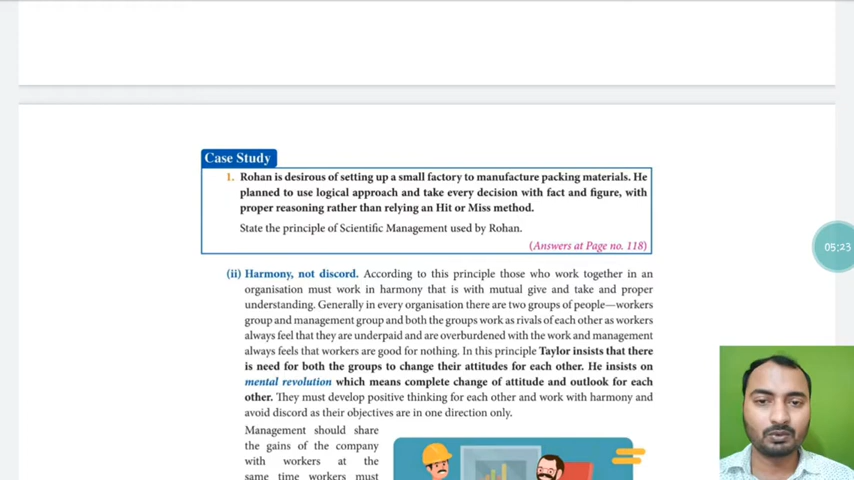 Case Study
1. Rohan is desirous of setting up a small factory to manufacture packing materials. He
planned to use logical approach and take every decision with fact and figure, with
proper reasoning rather than relying an Hit or Miss method.
State the principle of Scientific Management used by Rohan.
(Answers at Page no. 118)
(ii) Harmony, not discord. According to this principle those who work together in an
organisation must work in harmony that is with mutual give and take and proper
understanding. Generally in every organisation there are two groups of people—workers
group and management group and both the groups work as rivals of each other as workers
always feel that they are underpaid and are overburdened with the work and management
always feels that workers are good for nothing. In this principle Taylor insists that there
is need for both the groups to change their attitudes for each other. He insists on
mental revolution which means complete change of attitude and outlook for each
other. They must develop positive thinking for each other and work with harmony and
avoid discord as their objectives are in one direction only.
Management should share
the gains of the company
with workers at the
same time workers must
05:23